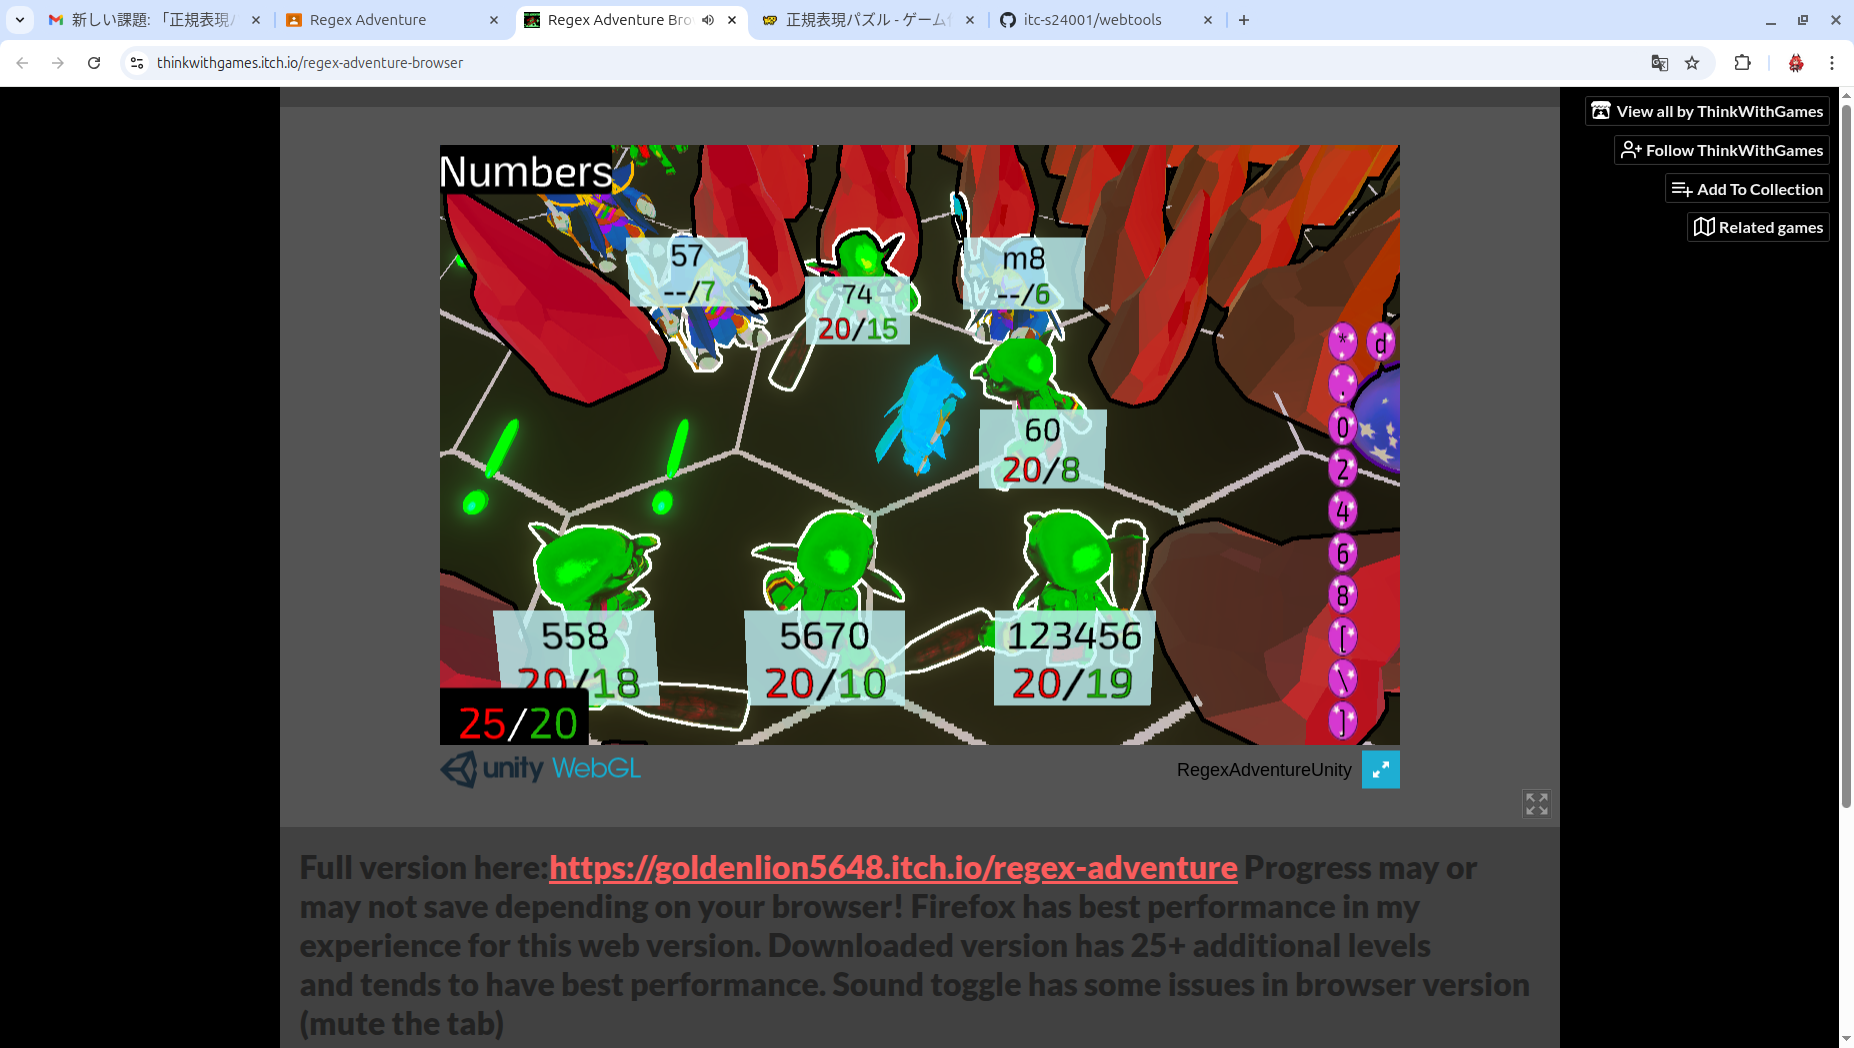 新しい課題: 「正規表現パ
Regex Adventure
Regex Adventure Bro
正規表現パズル - ゲーム
itc-s24001/webtools
thinkwithgames.itch.io/regex-adventure-browser
View all by ThinkWithGames
Follow ThinkWithGames
Add To Collection
Related games
Numbers
57
--/7
74
20/15
m8
--/6
60
20/8
558
20/18
5670
20/10
123456
20/19
25/20
* d
.
0
2
4
6
8
[
\
]
unity WebGL
RegexAdventureUnity
Full version here:https://goldenlion5648.itch.io/regex-adventure Progress may or
may not save depending on your browser! Firefox has best performance in my
experience for this web version. Downloaded version has 25+ additional levels
and tends to have best performance. Sound toggle has some issues in browser version
(mute the tab)